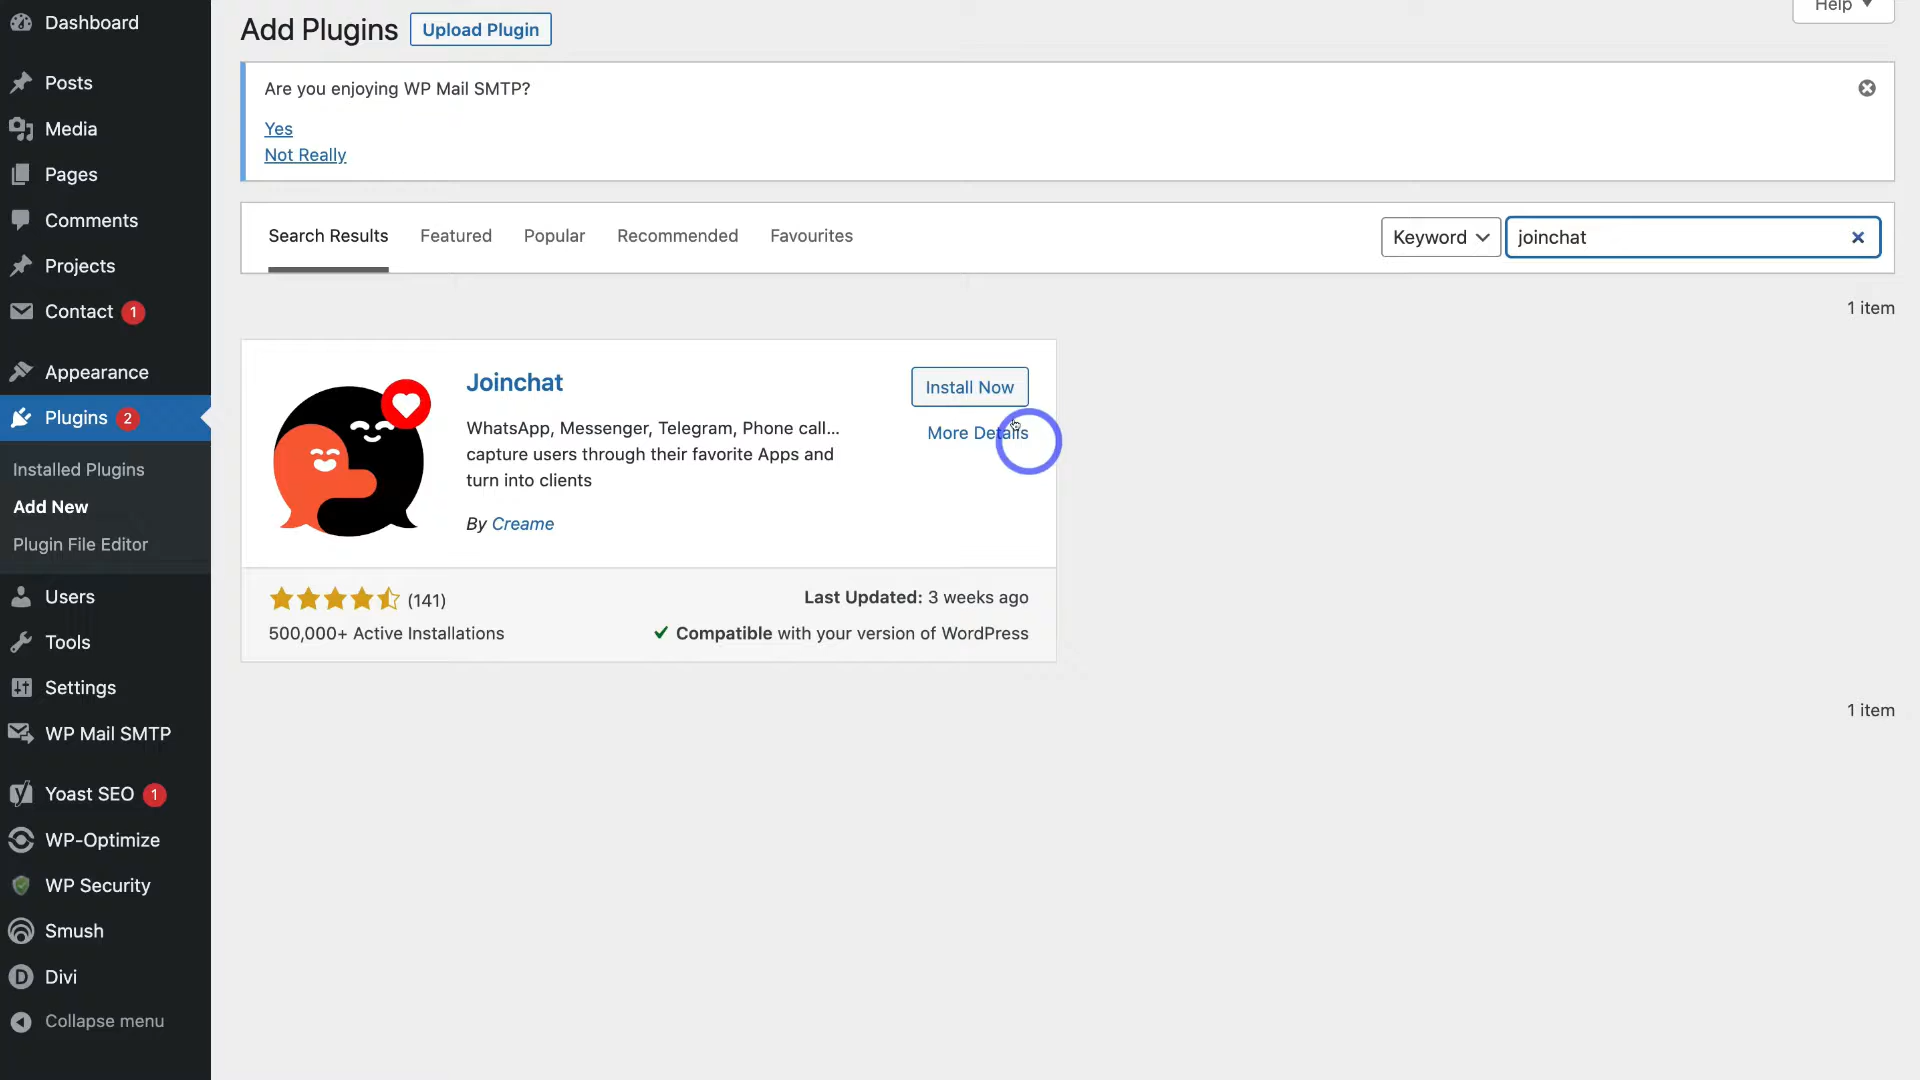 Dashboard
Posts
Media
Pages
Comments
Projects
Contact 1
Appearance
Plugins 2
Installed Plugins
Add New
Plugin File Editor
Users
Tools
Settings
WP Mail SMTP
Yoast SEO 1
WP-Optimize
WP Security
Smush
Divi
Collapse menu
Help
Add Plugins Upload Plugin
Are you enjoying WP Mail SMTP?
Yes
Not Really
Search Results Featured Popular Recommended Favourites Keyword joinchat
1 item
Joinchat
Install Now
More Details
WhatsApp, Messenger, Telegram, Phone call...
capture users through their favorite Apps and
turn into clients
By Creame
(141)
Last Updated: 3 weeks ago
500,000+ Active Installations
Compatible with your version of WordPress
1 item